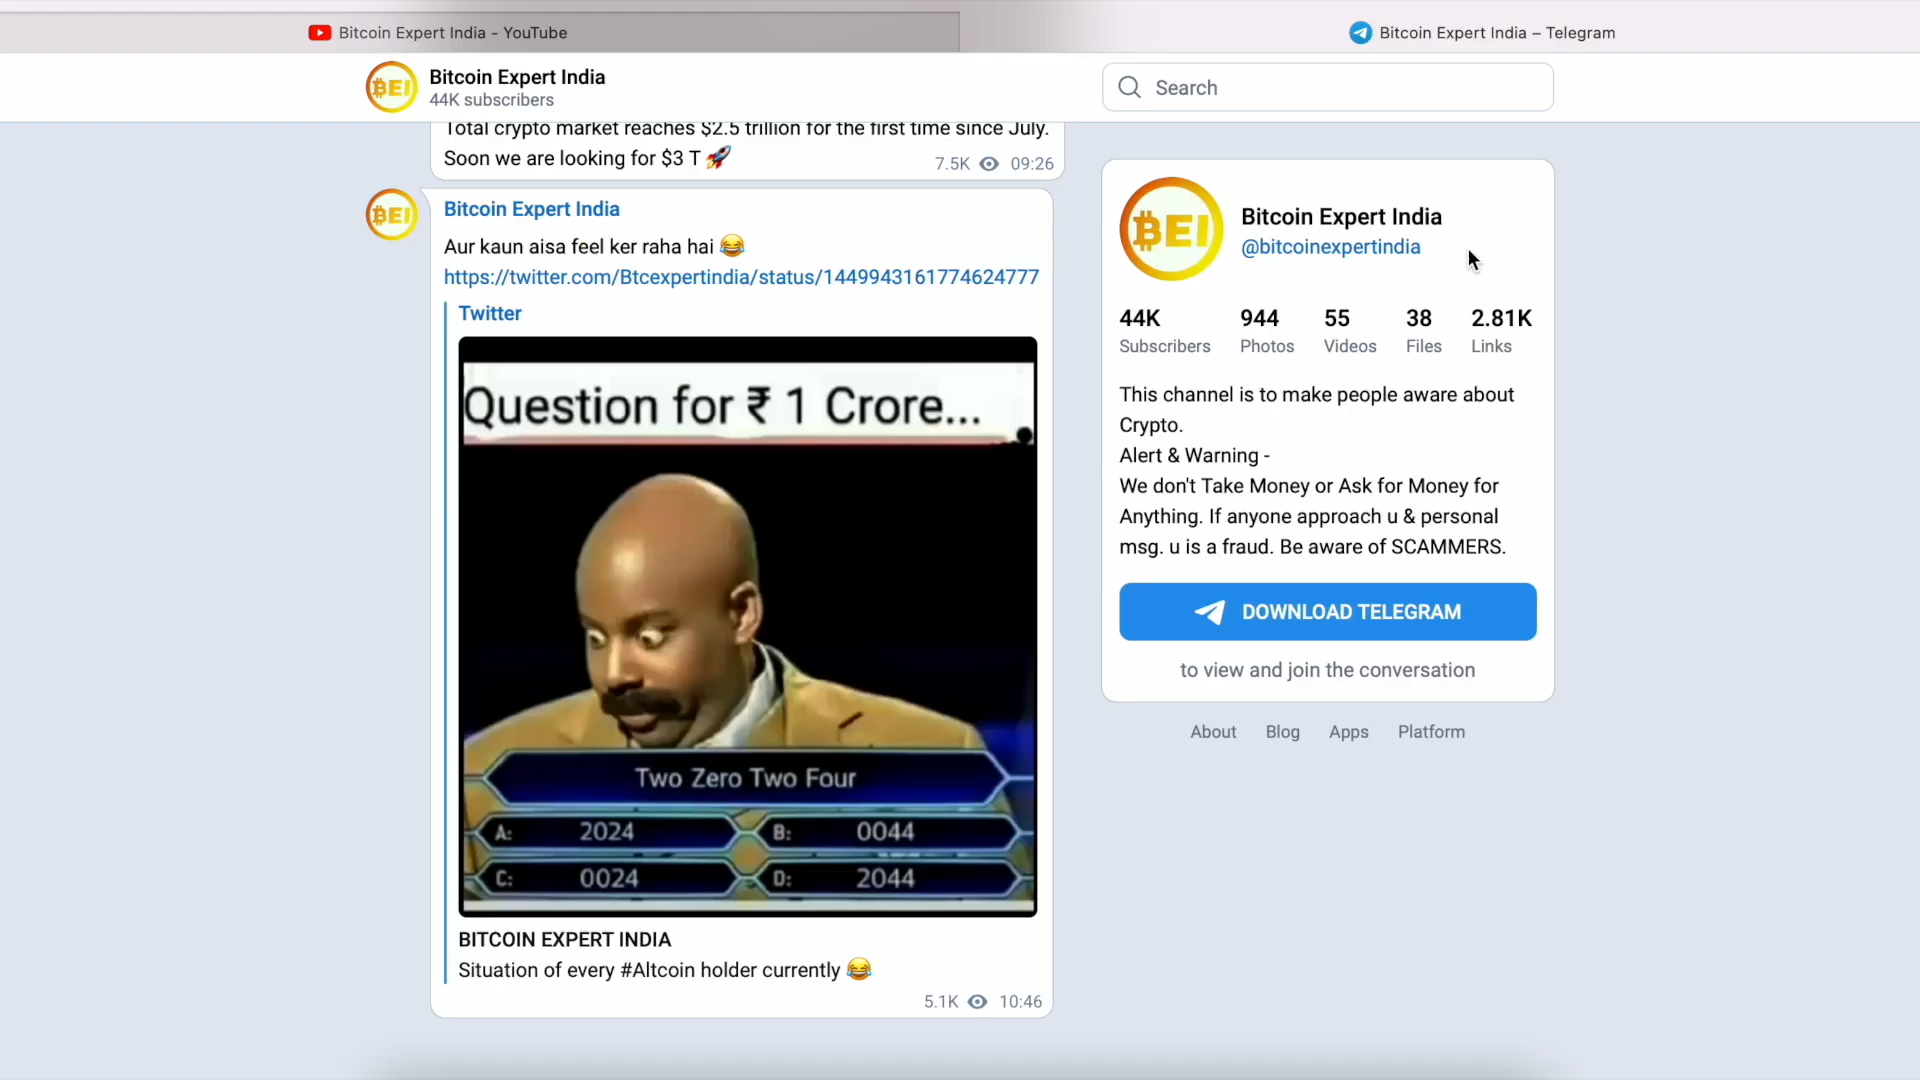 Bitcoin Expert India - YouTube
Bitcoin Expert India – Telegram
BEI
Bitcoin Expert India
44K subscribers
Search
Total crypto market reaches $2.5 trillion for the first time since July.
Soon we are looking for $3 T 🚀
7.5K 09:26
BEI
Bitcoin Expert India
Aur kaun aisa feel ker raha hai 😂
https://twitter.com/Btcexpertindia/status/1449943161774624777
Twitter
Question for ₹ 1 Crore...
Two Zero Two Four
A: 2024
B: 0044
C: 0024
D: 2044
BITCOIN EXPERT INDIA
Situation of every #Altcoin holder currently 😂
5.1K 10:46
BEI
Bitcoin Expert India
@bitcoinexpertindia
44K 944 55 38 2.81K
Subscribers Photos Videos Files Links
This channel is to make people aware about
Crypto.
Alert & Warning -
We don't Take Money or Ask for Money for
Anything. If anyone approach u & personal
msg. u is a fraud. Be aware of SCAMMERS.
DOWNLOAD TELEGRAM
to view and join the conversation
About Blog Apps Platform